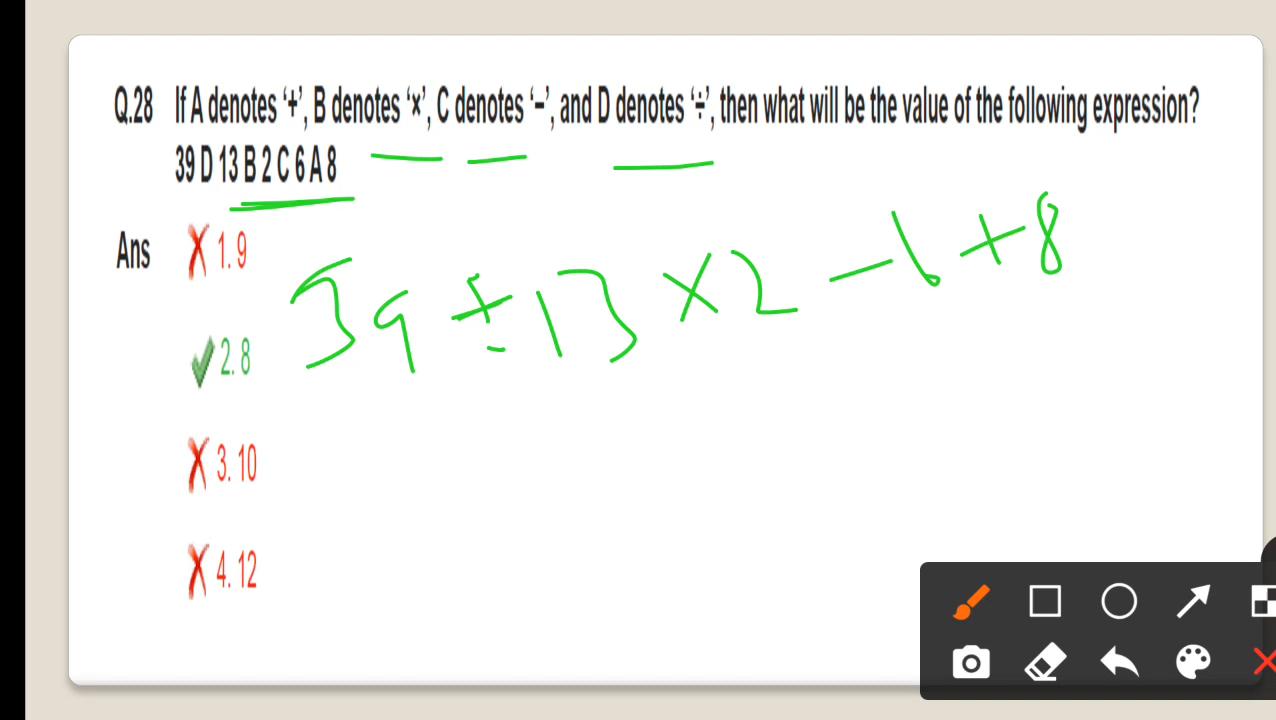 Q.28 If A denotes ‘+’, B denotes ‘×’, C denotes ‘−’, and D denotes ‘÷’, then what will be the value of the following expression?
39 D 13 B 2 C 6 A 8
Ans 1. 9
2. 8
3. 10
4. 12
39 ÷ 13 × 2 − 6 + 8